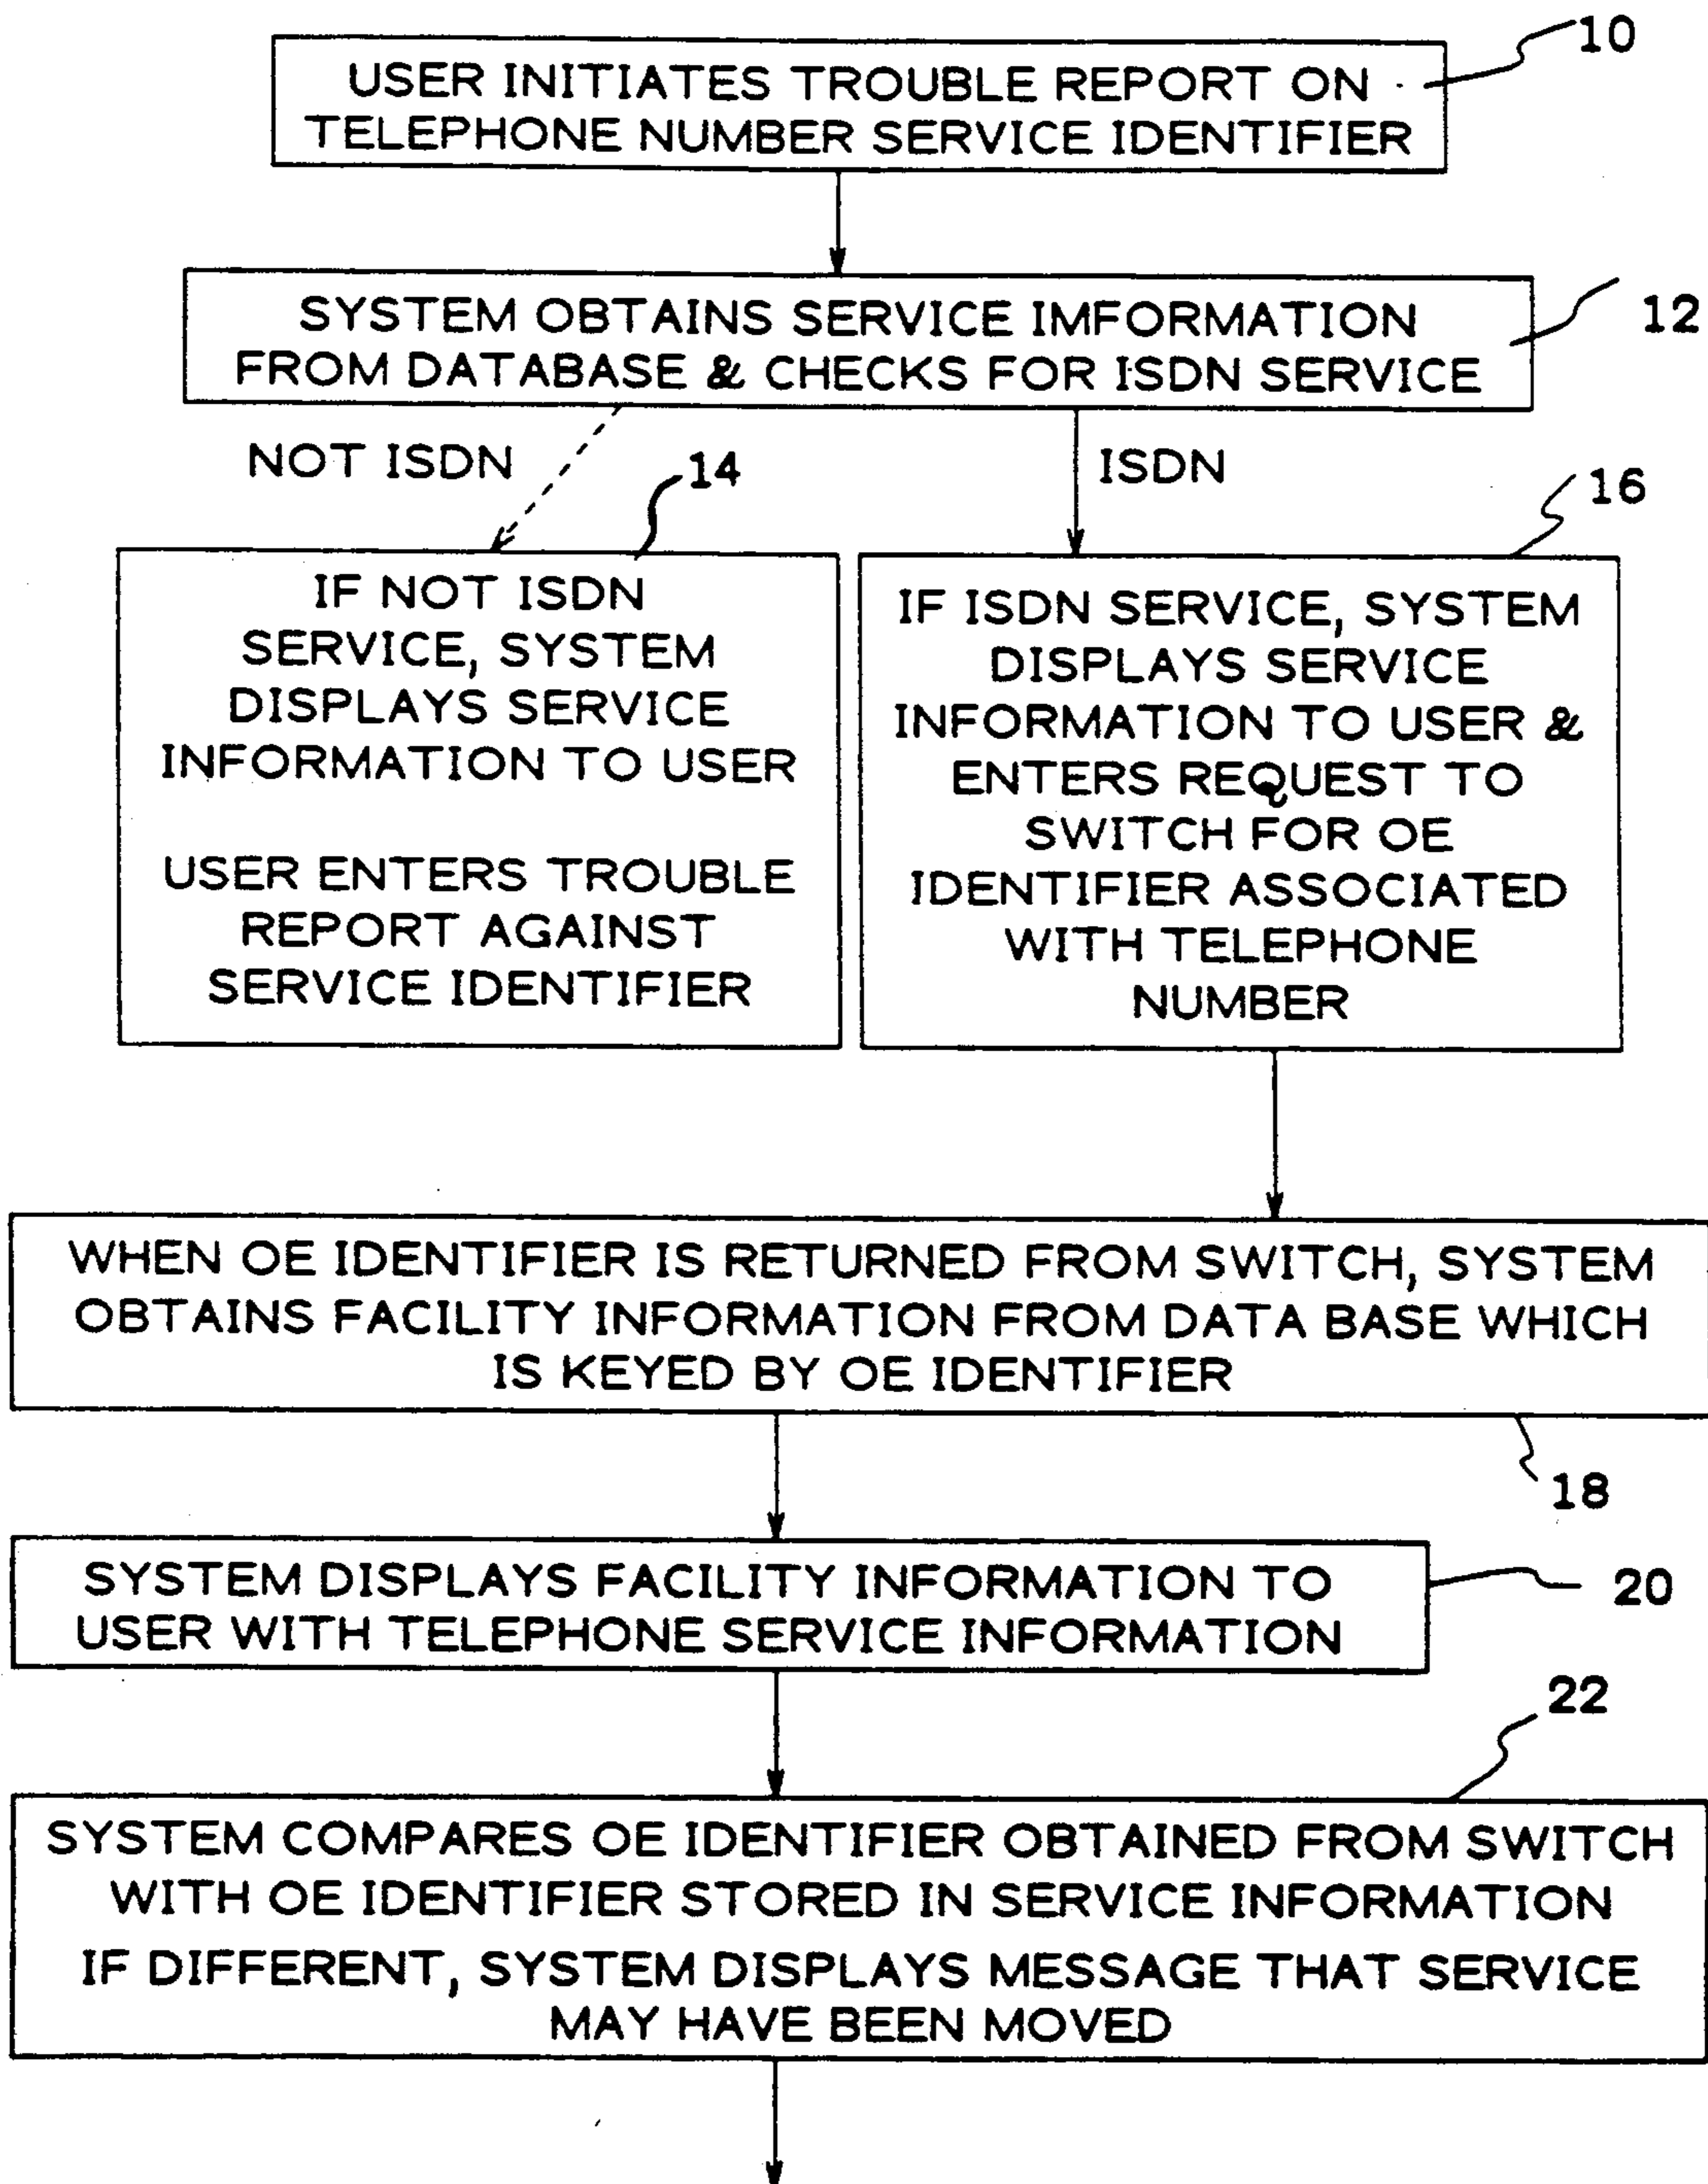 10
USER INITIATES TROUBLE REPORT ON
TELEPHONE NUMBER SERVICE IDENTIFIER
12
SYSTEM OBTAINS SERVICE IMFORMATION
FROM DATABASE & CHECKS FOR ISDN SERVICE
NOT ISDN
ISDN
14
IF NOT ISDN
SERVICE, SYSTEM
DISPLAYS SERVICE
INFORMATION TO USER
USER ENTERS TROUBLE
REPORT AGAINST
SERVICE IDENTIFIER
16
IF ISDN SERVICE, SYSTEM
DISPLAYS SERVICE
INFORMATION TO USER &
ENTERS REQUEST TO
SWITCH FOR OE
IDENTIFIER ASSOCIATED
WITH TELEPHONE
NUMBER
WHEN OE IDENTIFIER IS RETURNED FROM SWITCH, SYSTEM
OBTAINS FACILITY INFORMATION FROM DATA BASE WHICH
IS KEYED BY OE IDENTIFIER
18
SYSTEM DISPLAYS FACILITY INFORMATION TO
USER WITH TELEPHONE SERVICE INFORMATION
20
22
SYSTEM COMPARES OE IDENTIFIER OBTAINED FROM SWITCH
WITH OE IDENTIFIER STORED IN SERVICE INFORMATION
IF DIFFERENT, SYSTEM DISPLAYS MESSAGE THAT SERVICE
MAY HAVE BEEN MOVED